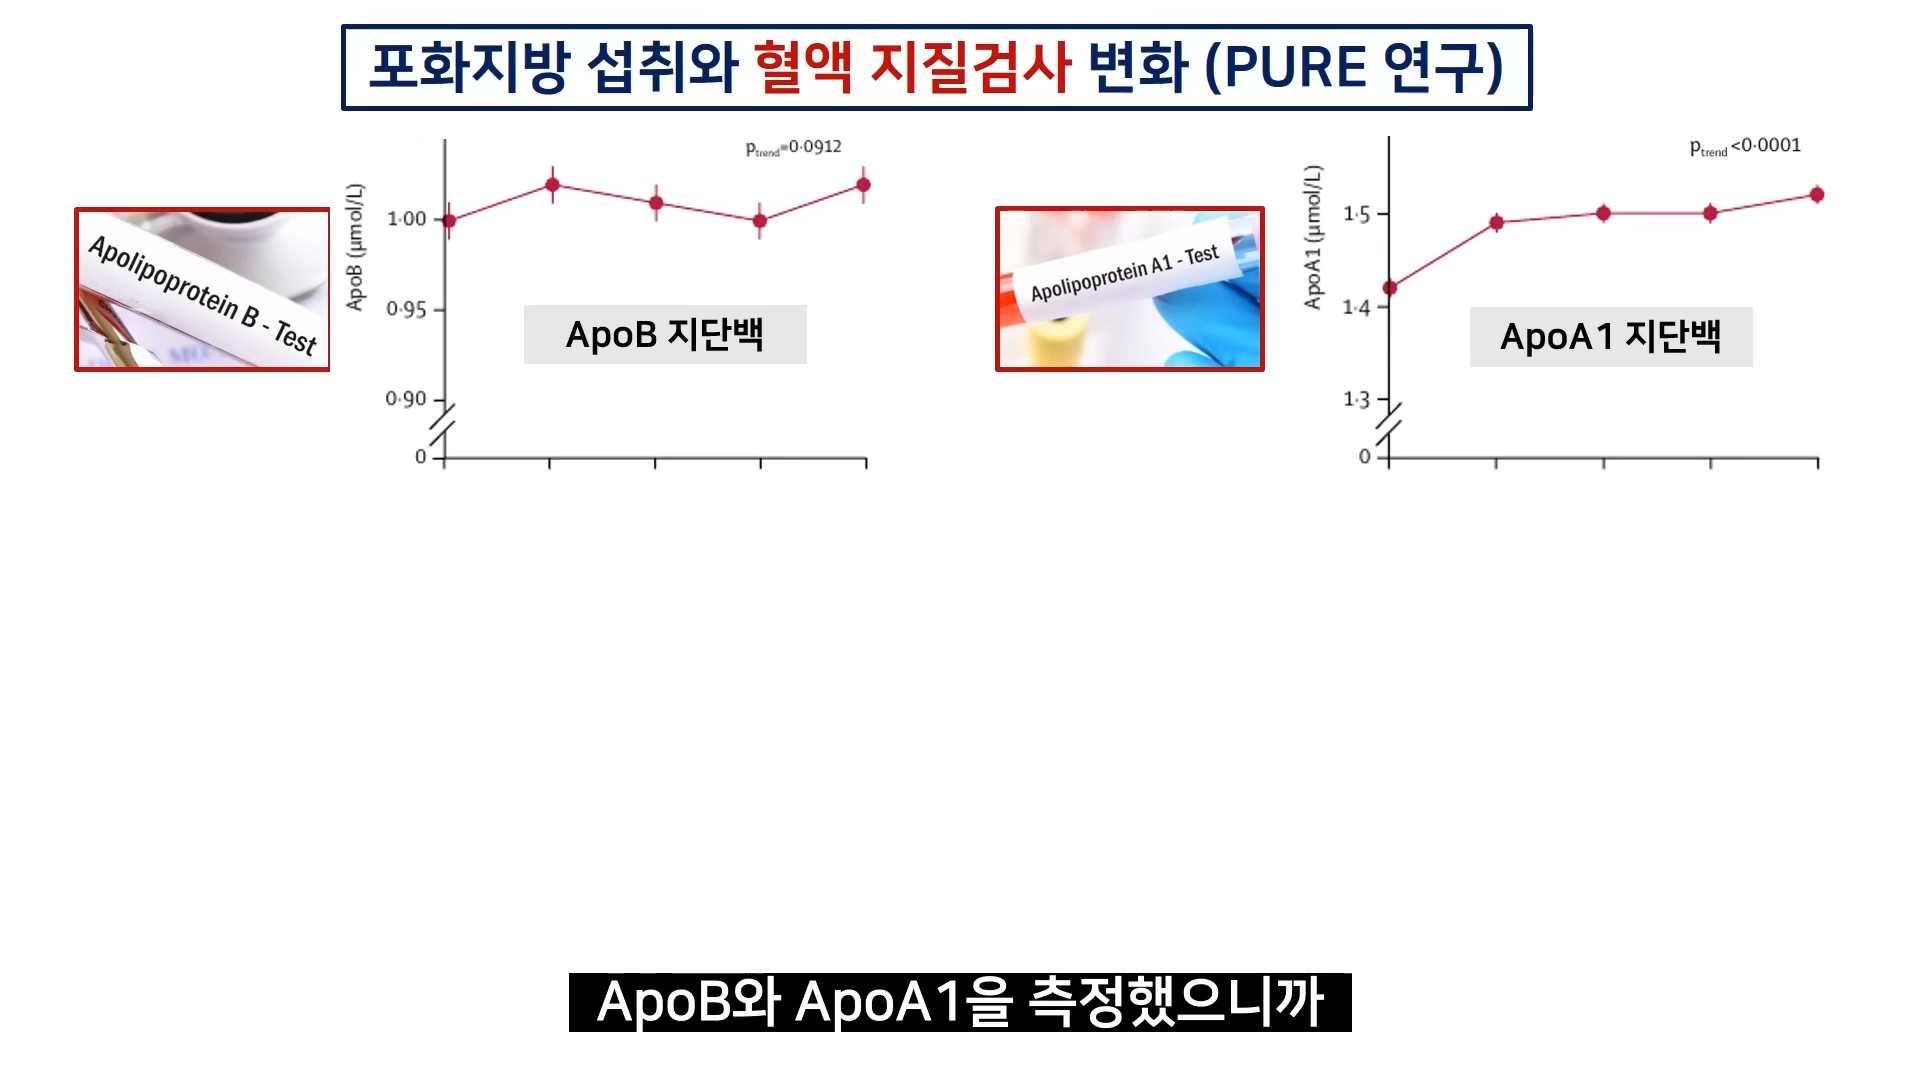 포화지방 섭취와 혈액 지질검사 변화 (PURE 연구)
Apolipoprotein B - Test
ApoB (μmol/L)
1·00
0·95
0·90
0
ptrend=0·0912
ApoB 지단백
Apolipoprotein A1 - Test
ApoA1 (μmol/L)
1·5
1·4
1·3
0
ptrend<0·0001
ApoA1 지단백
ApoB와 ApoA1을 측정했으니까